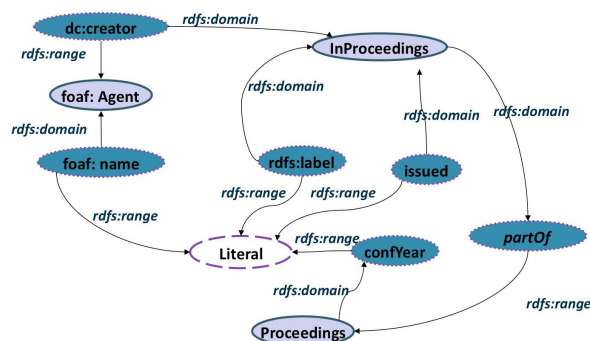 rdfs:domain
dc:creator
InProceedings
rdfs:range
rdfs:domain
foaf: Agent
rdfs:domain
rdfs:domain
rdfs:domain
foaf: name
rdfs:label
issued
rdfs:range
rdfs:range
rdfs:range
partOf
rdfs:range
Literal
confYear
rdfs:domain
rdfs:range
Proceedings